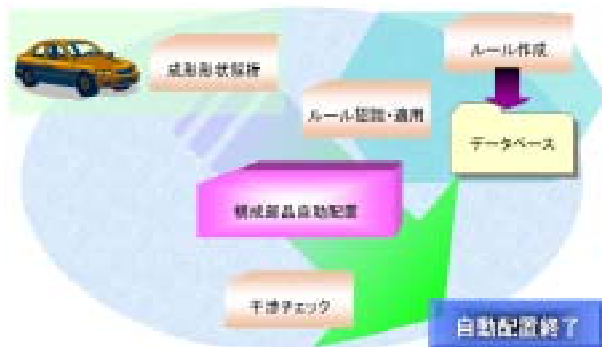 成形形状解析
ルール作成
ルール認識・適用
データベース
構成部品自動配置
干渉チェック
自動配置終了